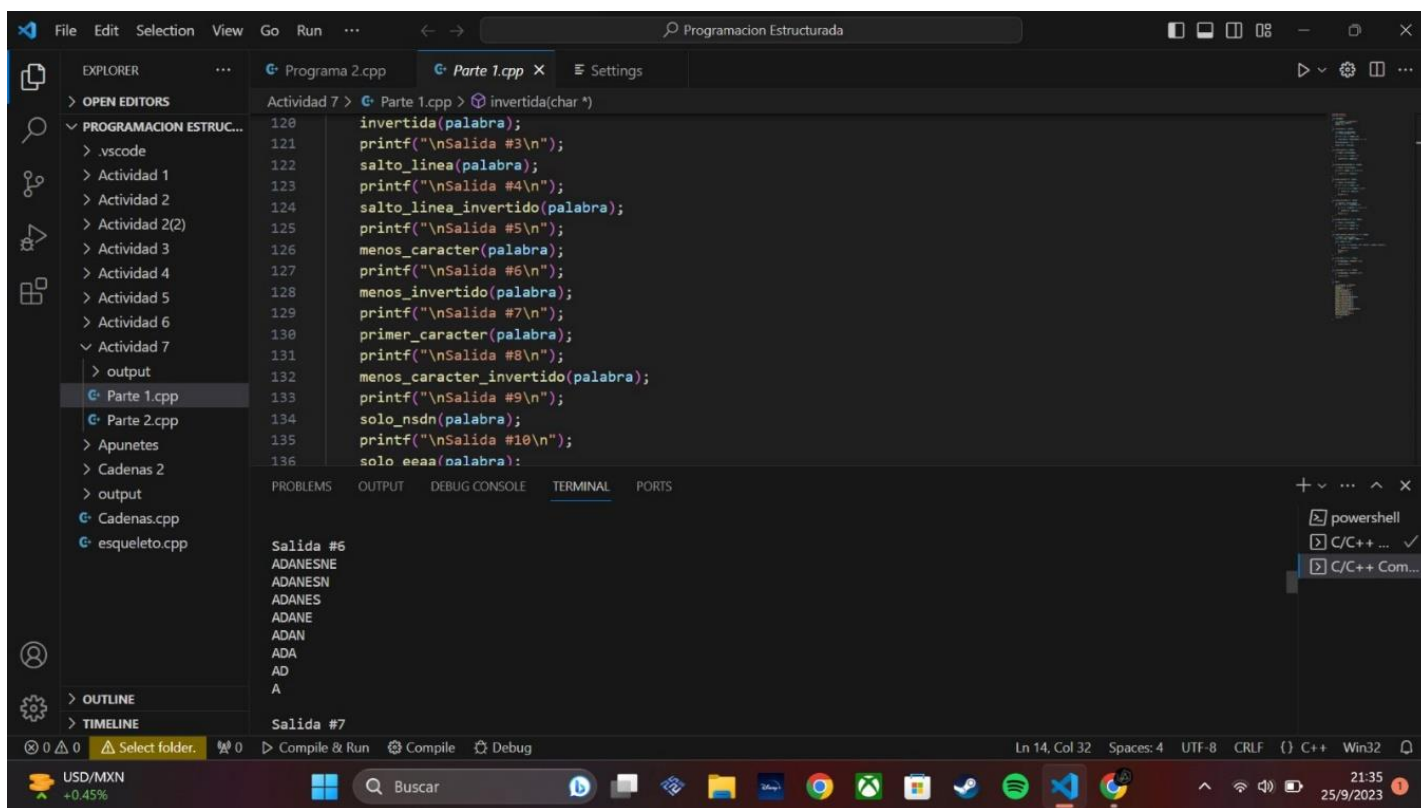 File Edit Selection View Go Run ··· Programacion Estructurada
EXPLORER ···
Programa 2.cpp Parte 1.cpp Settings
OPEN EDITORS
Actividad 7 > Parte 1.cpp > invertida(char *)
PROGRAMACION ESTRUC...
.vscode
Actividad 1
Actividad 2
Actividad 2(2)
Actividad 3
Actividad 4
Actividad 5
Actividad 6
Actividad 7
output
Parte 1.cpp
Parte 2.cpp
Apunetes
Cadenas 2
output
Cadenas.cpp
esqueleto.cpp
OUTLINE
TIMELINE
120 invertida(palabra);
121 printf("\nSalida #3\n");
122 salto_linea(palabra);
123 printf("\nSalida #4\n");
124 salto_linea_invertido(palabra);
125 printf("\nSalida #5\n");
126 menos_caracter(palabra);
127 printf("\nSalida #6\n");
128 menos_invertido(palabra);
129 printf("\nSalida #7\n");
130 primer_caracter(palabra);
131 printf("\nSalida #8\n");
132 menos_caracter_invertido(palabra);
133 printf("\nSalida #9\n");
134 solo_nsdn(palabra);
135 printf("\nSalida #10\n");
136 solo_eeaa(palabra);
PROBLEMS OUTPUT DEBUG CONSOLE TERMINAL PORTS
Salida #6
ADANESNE
ADANESN
ADANES
ADANE
ADAN
ADA
AD
A
Salida #7
powershell
C/C++ ...
C/C++ Com...
0 0 Select folder. 0 Compile & Run Compile Debug Ln 14, Col 32 Spaces: 4 UTF-8 CRLF {} C++ Win32
USD/MXN
+0.45%
Buscar
21:35
25/9/2023
1